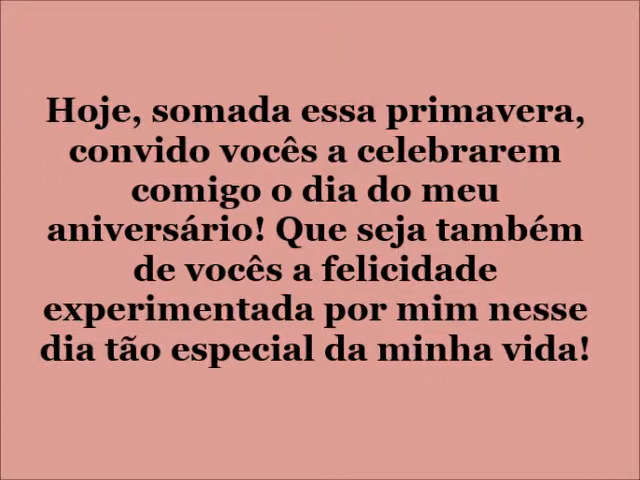 Hoje, somada essa primavera,
convido vocês a celebrarem
comigo o dia do meu
aniversário! Que seja também
de vocês a felicidade
experimentada por mim nesse
dia tão especial da minha vida!